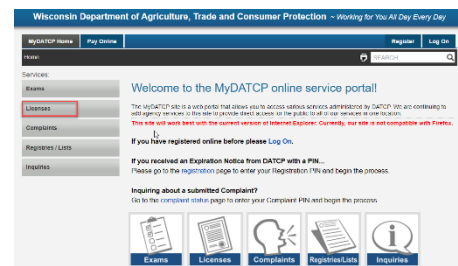 Wisconsin Department of Agriculture, Trade and Consumer Protection ~ Working for You All Day Every Day
MyDATCP Home Pay Online Register Log On
Home SEARCH
Services:
Exams
Licenses
Complaints
Registries / Lists
Inquiries
Welcome to the MyDATCP online service portal!
The MyDATCP site is a web portal that allows you to access various services administered by DATCP. We are continuing to
add agency services to this site to provide direct access for the public to all of our services in one location.
This site will work best with the current version of Internet Explorer. Currently, our site is not compatible with Firefox.
If you have registered online before please Log On.
If you received an Expiration Notice from DATCP with a PIN...
Please go to the registration page to enter your Registration PIN and begin the process.
Inquiring about a submitted Complaint?
Go to the complaint status page to enter your Complaint PIN and begin the process
Exams Licenses Complaints Registries/Lists Inquiries